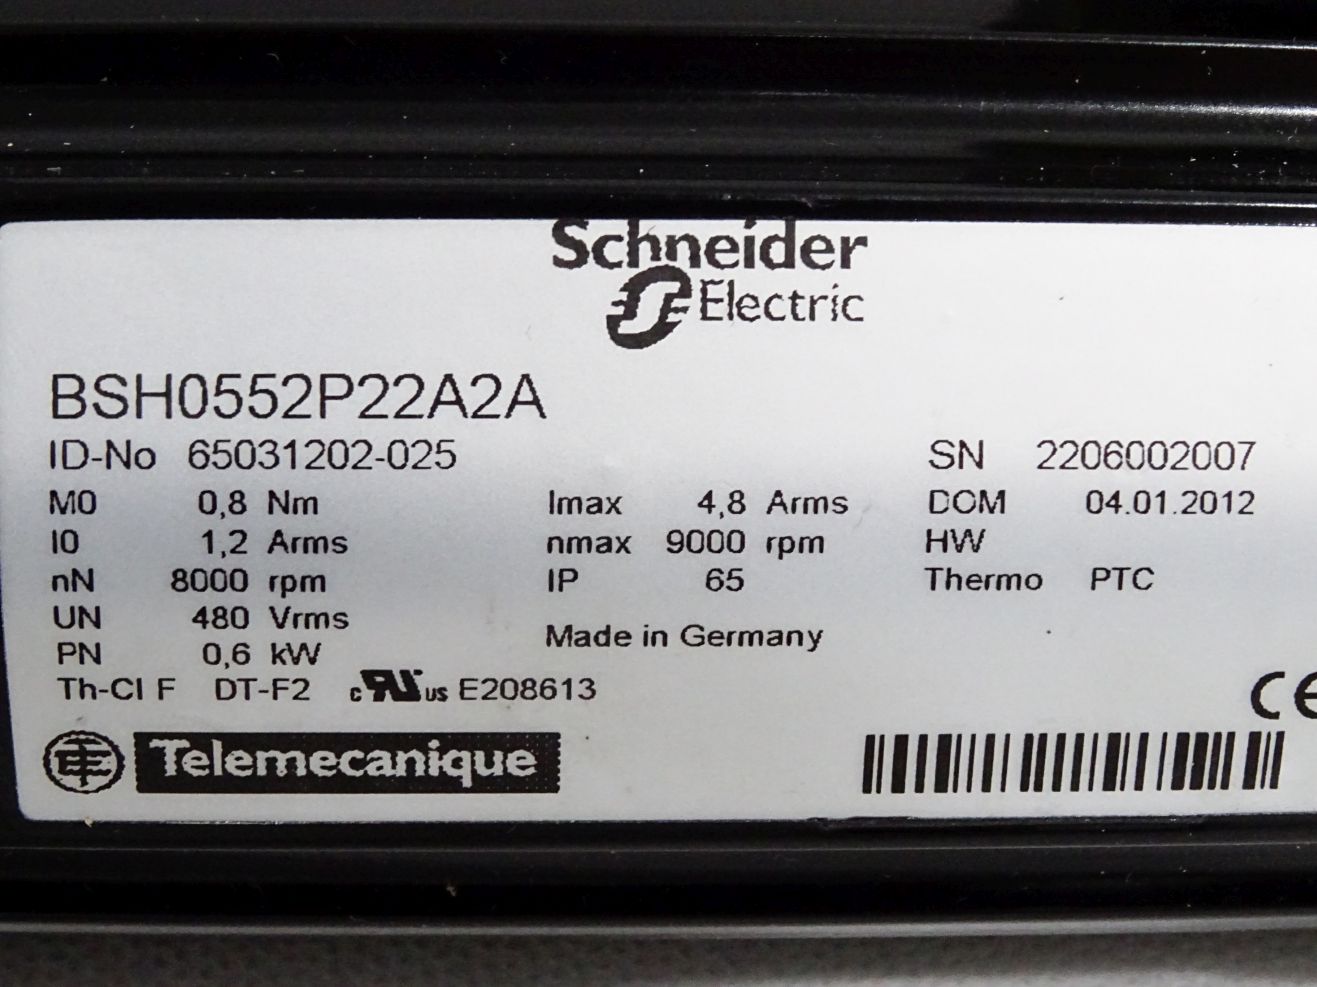 Schneider
Electric
BSH0552P22A2A
ID-No 65031202-025 SN 2206002007
M0 0,8 Nm Imax 4,8 Arms DOM 04.01.2012
I0 1,2 Arms nmax 9000 rpm HW
nN 8000 rpm IP 65 Thermo PTC
UN 480 Vrms
Made in Germany
PN 0,6 kW
Th-Cl F DT-F2 c RU us E208613
CE
TE Telemecanique